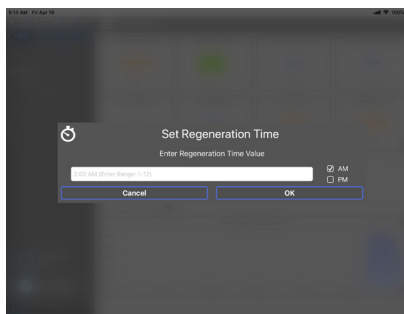 9:14 AM Fri Apr 19
100%
Set Regeneration Time
Enter Regeneration Time Value
2:00 AM (Enter Range: 1-12)
AM
PM
Cancel
OK